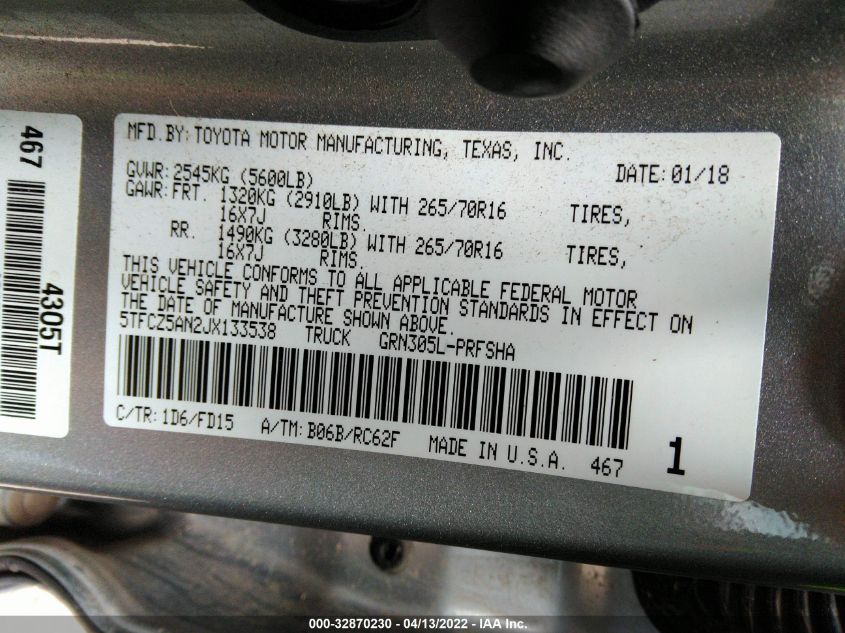 467
4305T
MFD.BY:TOYOTA MOTOR MANUFACTURING, TEXAS, INC.
DATE:01/18
GVWR:2545KG (5600LB)
GAWR:FRT. 1320KG (2910LB) WITH 265/70R16 TIRES,
16X7J RIMS.
RR. 1490KG (3280LB) WITH 265/70R16 TIRES,
16X7J RIMS.
THIS VEHICLE CONFORMS TO ALL APPLICABLE FEDERAL MOTOR
VEHICLE SAFETY AND THEFT PREVENTION STANDARDS IN EFFECT ON
THE DATE OF MANUFACTURE SHOWN ABOVE.
5TFCZ5AN2JX133538 TRUCK GRN305L-PRFSHA
C/TR:1D6/FD15 A/TM:B06B/RC62F MADE IN U.S.A. 467 1
000-32870230 - 04/13/2022 - IAA Inc.